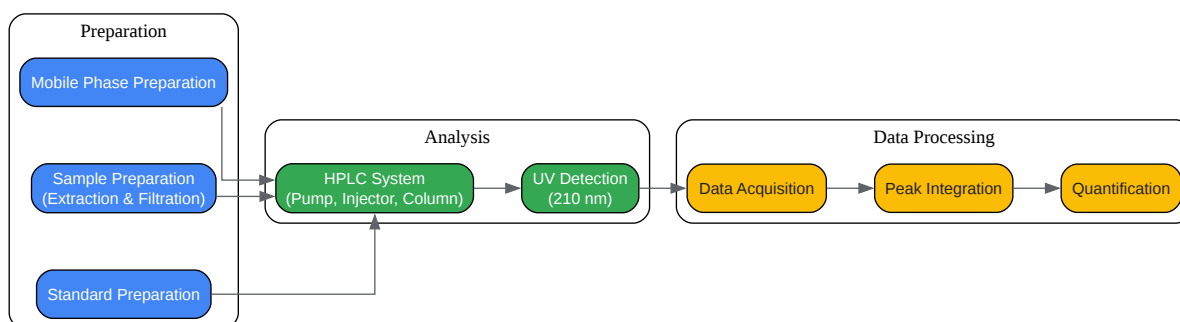 Preparation
Mobile Phase Preparation
Sample Preparation
(Extraction & Filtration)
Standard Preparation
Analysis
HPLC System
(Pump, Injector, Column)
UV Detection
(210 nm)
Data Processing
Data Acquisition
Peak Integration
Quantification